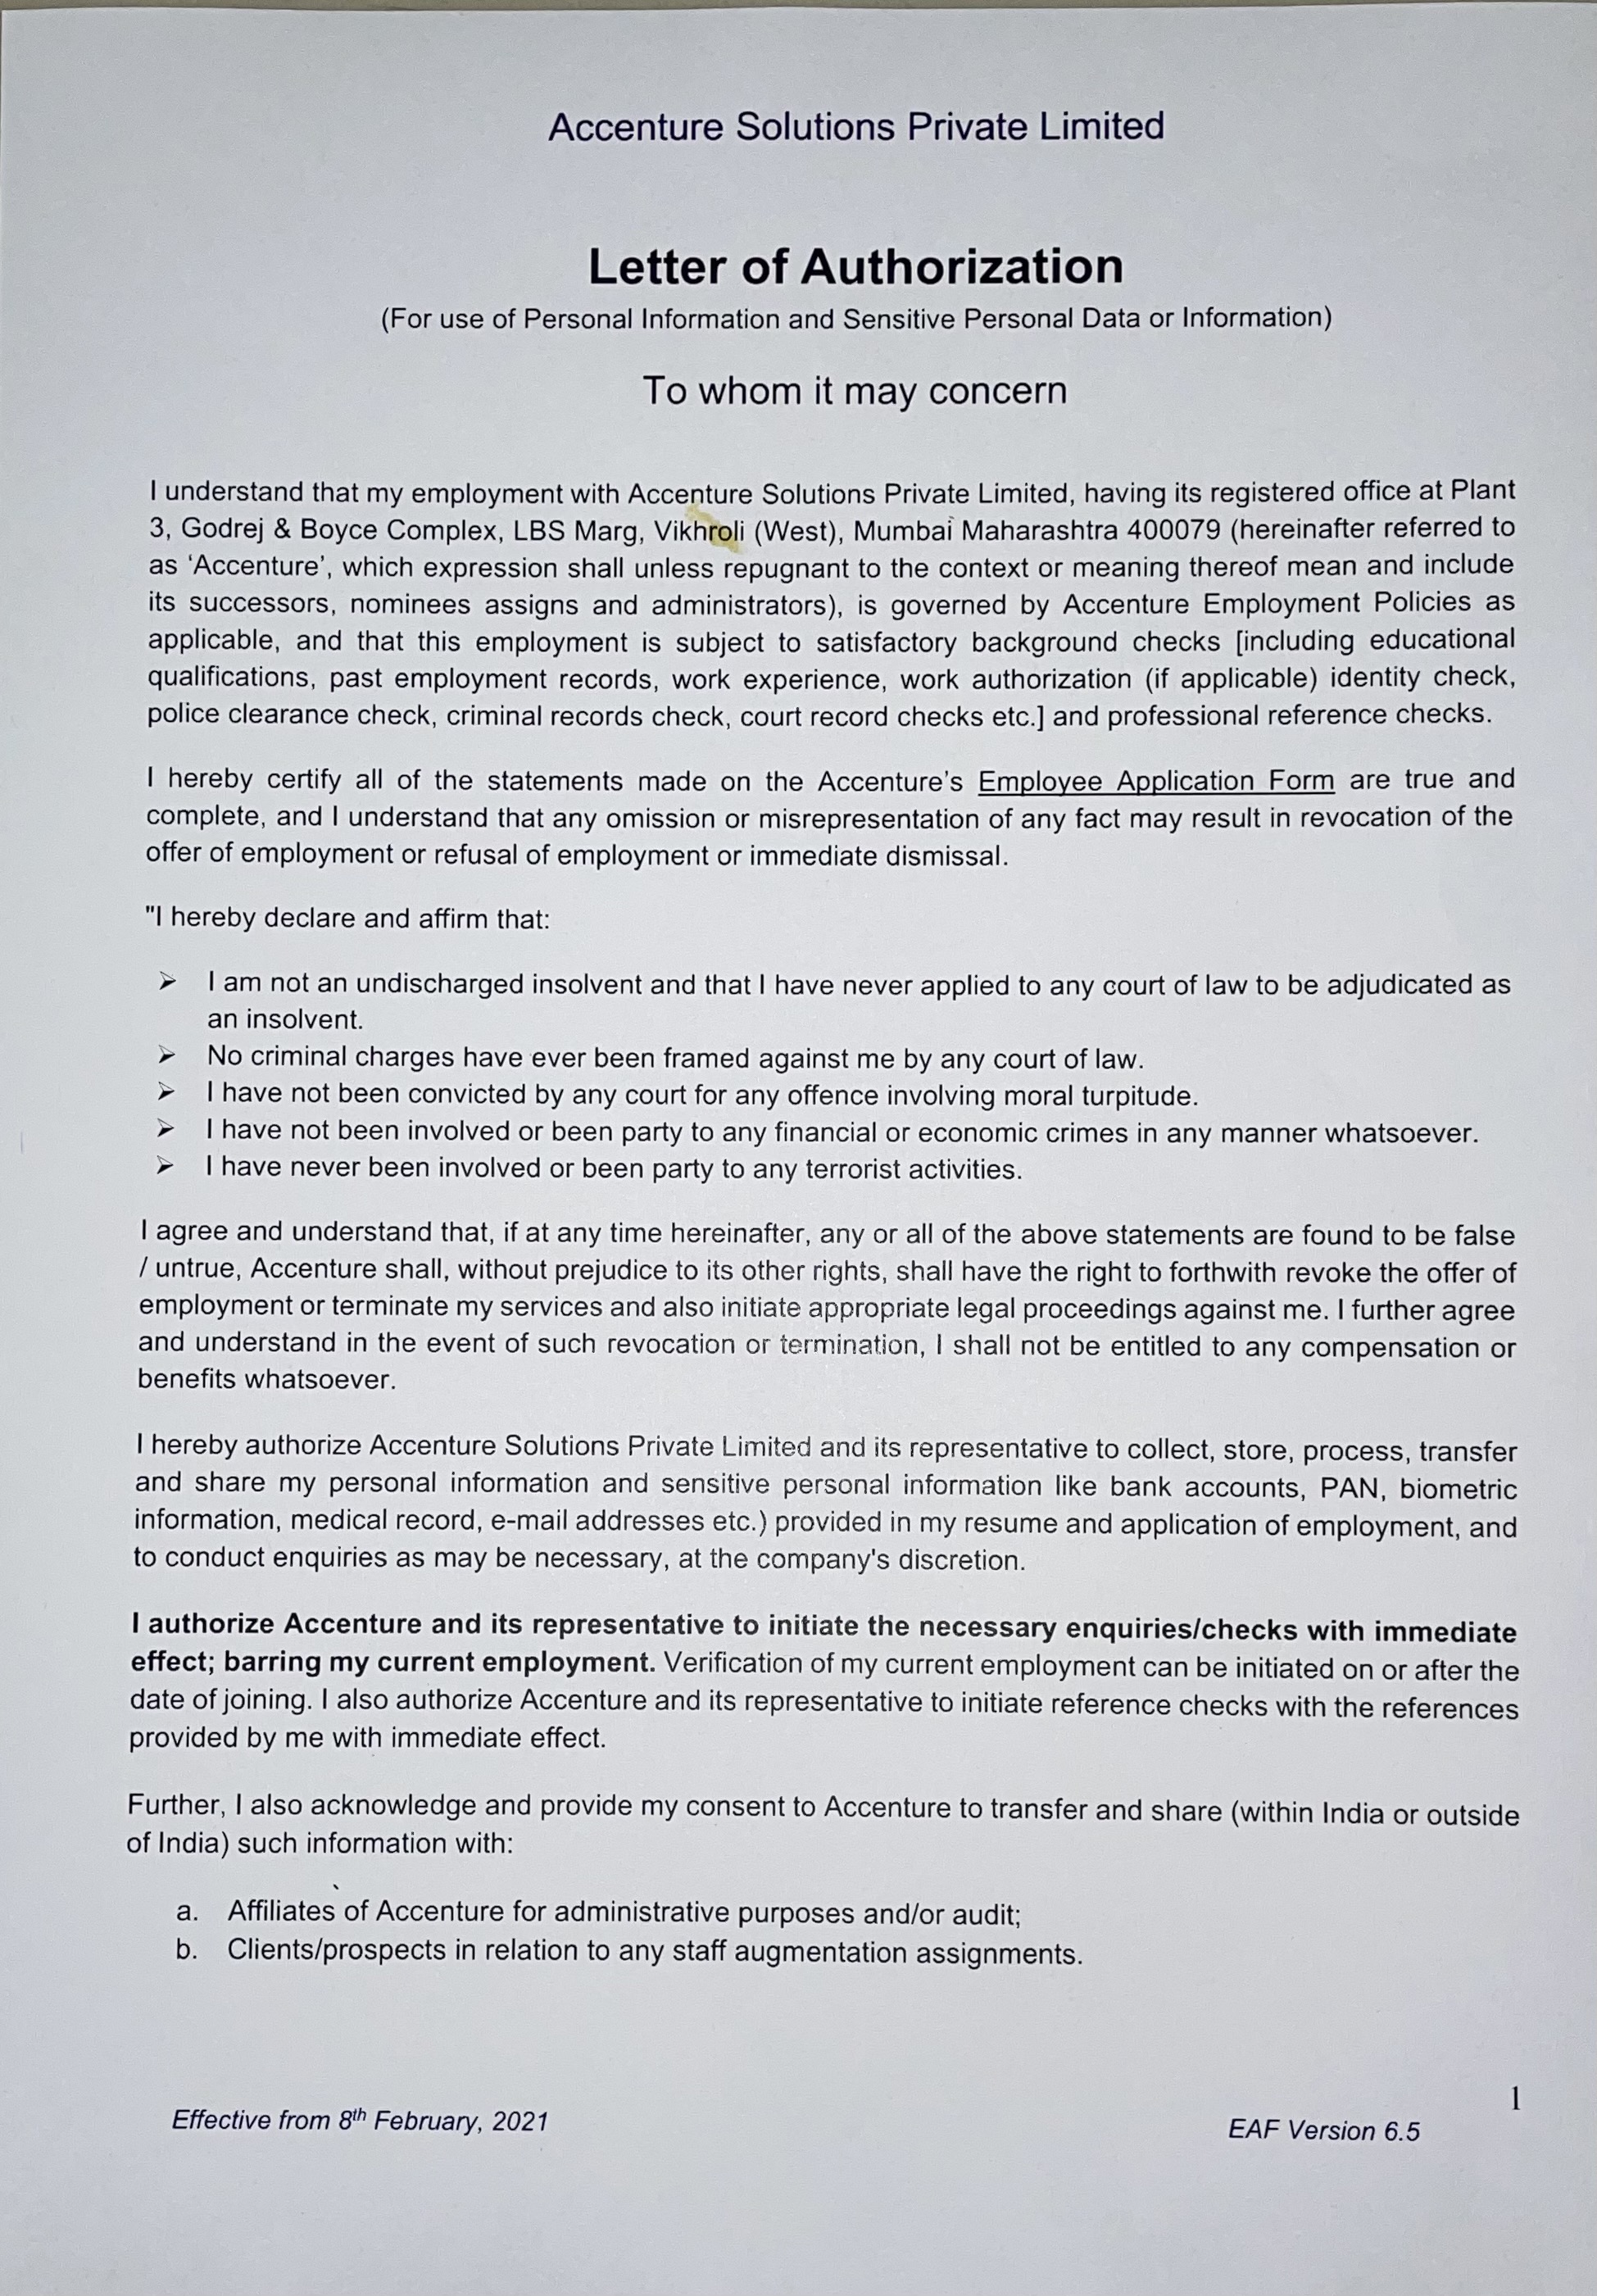 Accenture Solutions Private Limited
Letter of Authorization
(For use of Personal Information and Sensitive Personal Data or Information)
To whom it may concern
I understand that my employment with Accenture Solutions Private Limited, having its registered office at Plant
3, Godrej & Boyce Complex, LBS Marg, Vikhroli (West), Mumbai Maharashtra 400079 (hereinafter referred to
as ‘Accenture’, which expression shall unless repugnant to the context or meaning thereof mean and include
its successors, nominees assigns and administrators), is governed by Accenture Employment Policies as
applicable, and that this employment is subject to satisfactory background checks [including educational
qualifications, past employment records, work experience, work authorization (if applicable) identity check,
police clearance check, criminal records check, court record checks etc.] and professional reference checks.
I hereby certify all of the statements made on the Accenture’s Employee Application Form are true and
complete, and I understand that any omission or misrepresentation of any fact may result in revocation of the
offer of employment or refusal of employment or immediate dismissal.
"I hereby declare and affirm that:
➢ I am not an undischarged insolvent and that I have never applied to any court of law to be adjudicated as
an insolvent.
➢ No criminal charges have ever been framed against me by any court of law.
➢ I have not been convicted by any court for any offence involving moral turpitude.
➢ I have not been involved or been party to any financial or economic crimes in any manner whatsoever.
➢ I have never been involved or been party to any terrorist activities.
I agree and understand that, if at any time hereinafter, any or all of the above statements are found to be false
/ untrue, Accenture shall, without prejudice to its other rights, shall have the right to forthwith revoke the offer of
employment or terminate my services and also initiate appropriate legal proceedings against me. I further agree
and understand in the event of such revocation or termination, I shall not be entitled to any compensation or
benefits whatsoever.
I hereby authorize Accenture Solutions Private Limited and its representative to collect, store, process, transfer
and share my personal information and sensitive personal information like bank accounts, PAN, biometric
information, medical record, e-mail addresses etc.) provided in my resume and application of employment, and
to conduct enquiries as may be necessary, at the company's discretion.
I authorize Accenture and its representative to initiate the necessary enquiries/checks with immediate
effect; barring my current employment. Verification of my current employment can be initiated on or after the
date of joining. I also authorize Accenture and its representative to initiate reference checks with the references
provided by me with immediate effect.
Further, I also acknowledge and provide my consent to Accenture to transfer and share (within India or outside
of India) such information with:
a. Affiliates of Accenture for administrative purposes and/or audit;
b. Clients/prospects in relation to any staff augmentation assignments.
1
Effective from 8th February, 2021
EAF Version 6.5